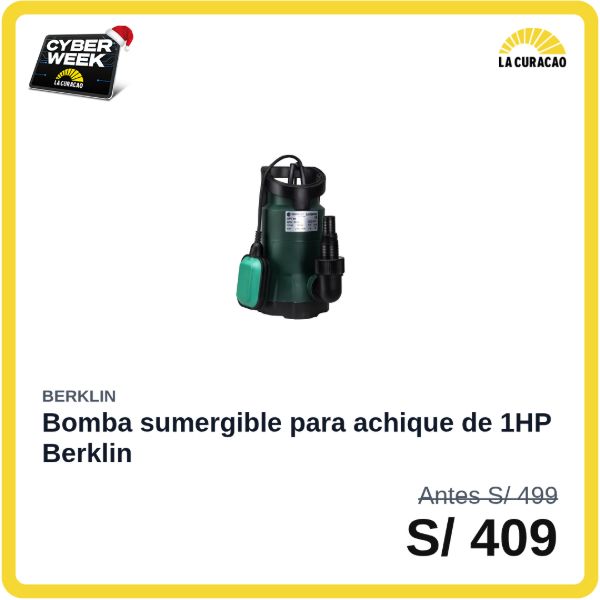 CYBER
WEEK
LA CURACAO
LA CURACAO
BERKLIN
Bomba sumergible para achique de 1HP
Berklin
Antes S/ 499
S/ 409